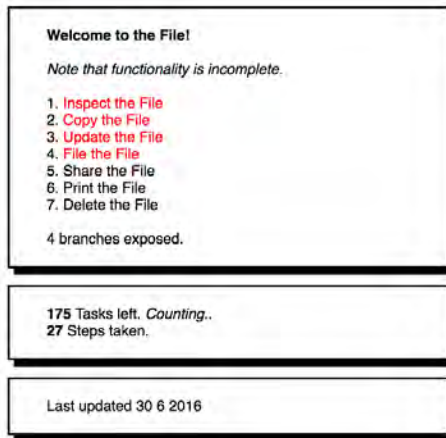 Welcome to the File!
Note that functionality is incomplete.
1. Inspect the File
2. Copy the File
3. Update the File
4. File the File
5. Share the File
6. Print the File
7. Delete the File
4 branches exposed.
175 Tasks left. Counting..
27 Steps taken.
Last updated 30 6 2016